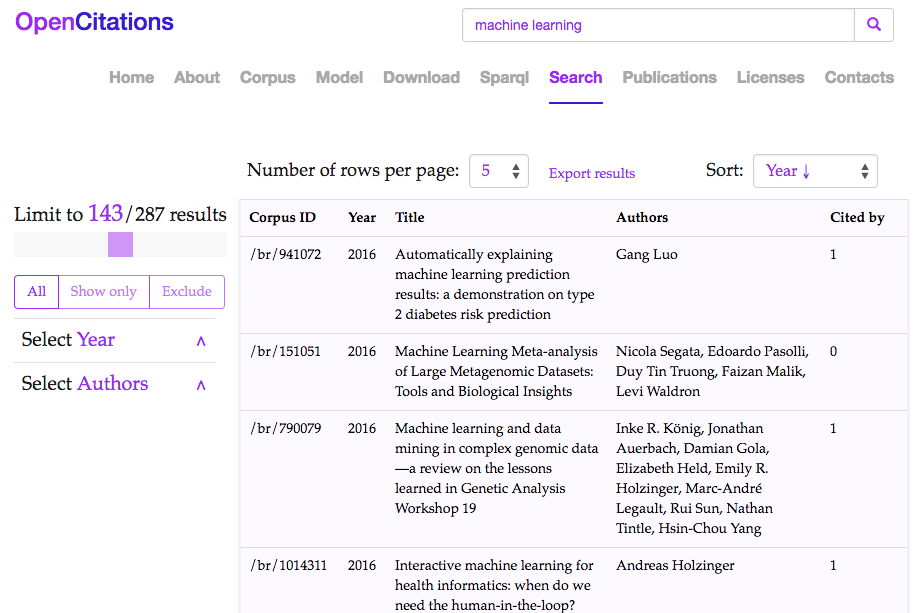 OpenCitations
machine learning
Home About Corpus Model Download Sparql Search Publications Licenses Contacts
Number of rows per page: 5 Export results Sort: Year ↓
Limit to 143/287 results
All Show only Exclude
Select Year
Select Authors
Corpus ID Year Title Authors Cited by
/br/941072 2016 Automatically explaining Gang Luo 1
machine learning prediction
results: a demonstration on type
2 diabetes risk prediction
/br/151051 2016 Machine Learning Meta-analysis Nicola Segata, Edoardo Pasolli, 0
of Large Metagenomic Datasets: Duy Tin Truong, Faizan Malik,
Tools and Biological Insights Levi Waldron
/br/790079 2016 Machine learning and data Inke R. König, Jonathan 1
mining in complex genomic data Auerbach, Damian Gola,
—a review on the lessons Elizabeth Held, Emily R.
learned in Genetic Analysis Holzinger, Marc-André
Workshop 19 Legault, Rui Sun, Nathan
Tintle, Hsin-Chou Yang
/br/1014311 2016 Interactive machine learning for Andreas Holzinger 1
health informatics: when do we
need the human-in-the-loop?